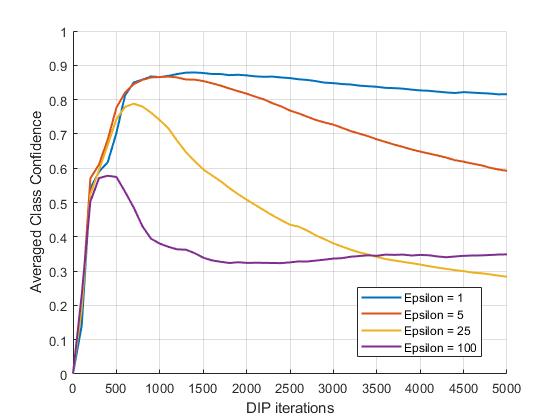 1
0.9
0.8
0.7
0.6
0.5
0.4
0.3
0.2
0.1
0
Averaged Class Confidence
Epsilon = 1
Epsilon = 5
Epsilon = 25
Epsilon = 100
0 500 1000 1500 2000 2500 3000 3500 4000 4500 5000
DIP iterations